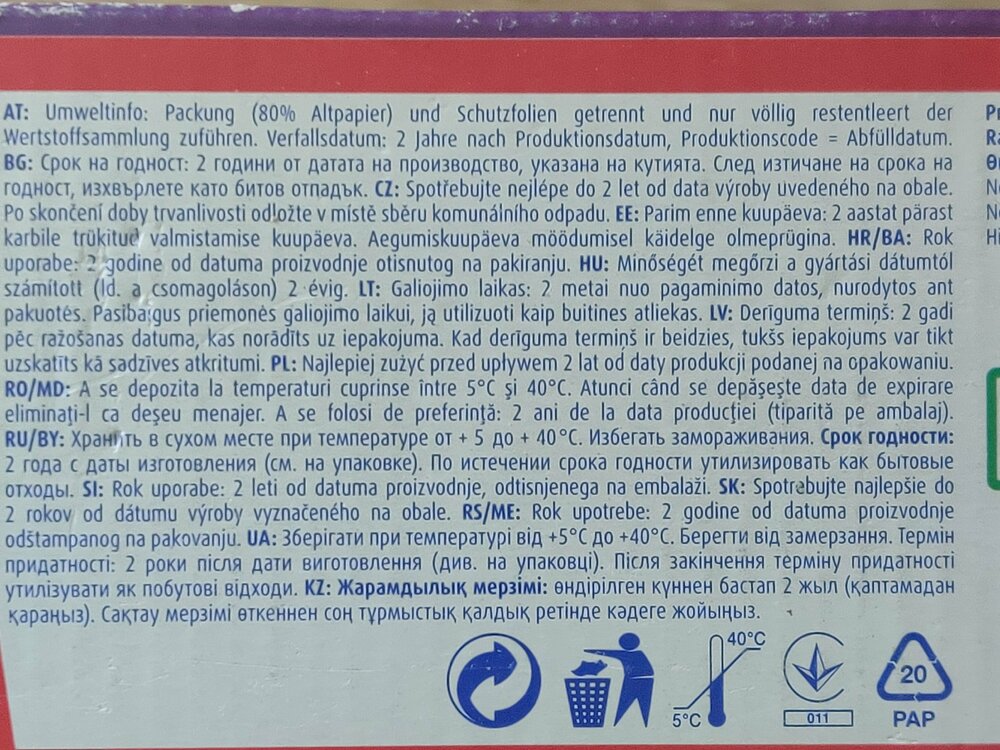 AT: Umweltinfo: Packung (80% Altpapier) und Schutzfolien getrennt und nur völlig restentleert der
Wertstoffsammlung zuführen. Verfallsdatum: 2 Jahre nach Produktionsdatum, Produktionscode = Abfülldatum.
BG: Срок на годност: 2 години от датата на производство, указана на кутията. След изтичане на срока на
годност, изхвърлете като битов отпадък. CZ: Spotřebujte nejlépe do 2 let od data výroby uvedeného na obale.
Po skončení doby trvanlivosti odložte v místě sběru komunálního odpadu. EE: Parim enne kuupäeva: 2 aastat pärast
karbile trükitud valmistamise kuupäeva. Aegumiskuupäeva möödumisel käidelge olmeprügina. HR/BA: Rok
uporabe: 2 godine od datuma proizvodnje otisnutog na pakiranju. HU: Minőségét megőrzi a gyártási dátumtól
számított (ld. a csomagoláson) 2 évig. LT: Galiojimo laikas: 2 metai nuo pagaminimo datos, nurodytos ant
pakuotės. Pasibaigus priemonės galiojimo laikui, ją utilizuoti kaip buitines atliekas. LV: Derīguma termiņš: 2 gadi
pēc ražošanas datuma, kas norādīts uz iepakojuma. Kad derīguma termiņš ir beidzies, tukšs iepakojums var tikt
uzskatīts kā sadzīves atkritumi. PL: Najlepiej zużyć przed upływem 2 lat od daty produkcji podanej na opakowaniu.
RO/MD: A se depozita la temperaturi cuprinse între 5°C şi 40°C. Atunci când se depăşeşte data de expirare
eliminaţi-l ca deşeu menajer. A se folosi de preferinţă: 2 ani de la data producţiei (tiparită pe ambalaj).
RU/BY: Хранить в сухом месте при температуре от + 5 до + 40°C. Избегать замораживания. Срок годности:
2 года с даты изготовления (см. на упаковке). По истечении срока годности утилизировать как бытовые
отходы. SI: Rok uporabe: 2 leti od datuma proizvodnje, odtisnjenega na embalaži. SK: Spotrebujte najlepšie do
2 rokov od dátumu výroby vyznačeného na obale. RS/ME: Rok upotrebe: 2 godine od datuma proizvodnje
odštampanog na pakovanju. UA: Зберігати при температурі від +5°C до +40°C. Берегти від замерзання. Термін
придатності: 2 роки після дати виготовлення (див. на упаковці). Після закінчення терміну придатності
утилізувати як побутові відходи. KZ: Жарамдылық мерзімі: өндірілген күннен бастап 2 жыл (қаптамадан
қараңыз). Сақтау мерзімі өткеннен соң тұрмыстық қалдық ретінде кәдеге жойыңыз.
40°C
5°C
011
20
PAP